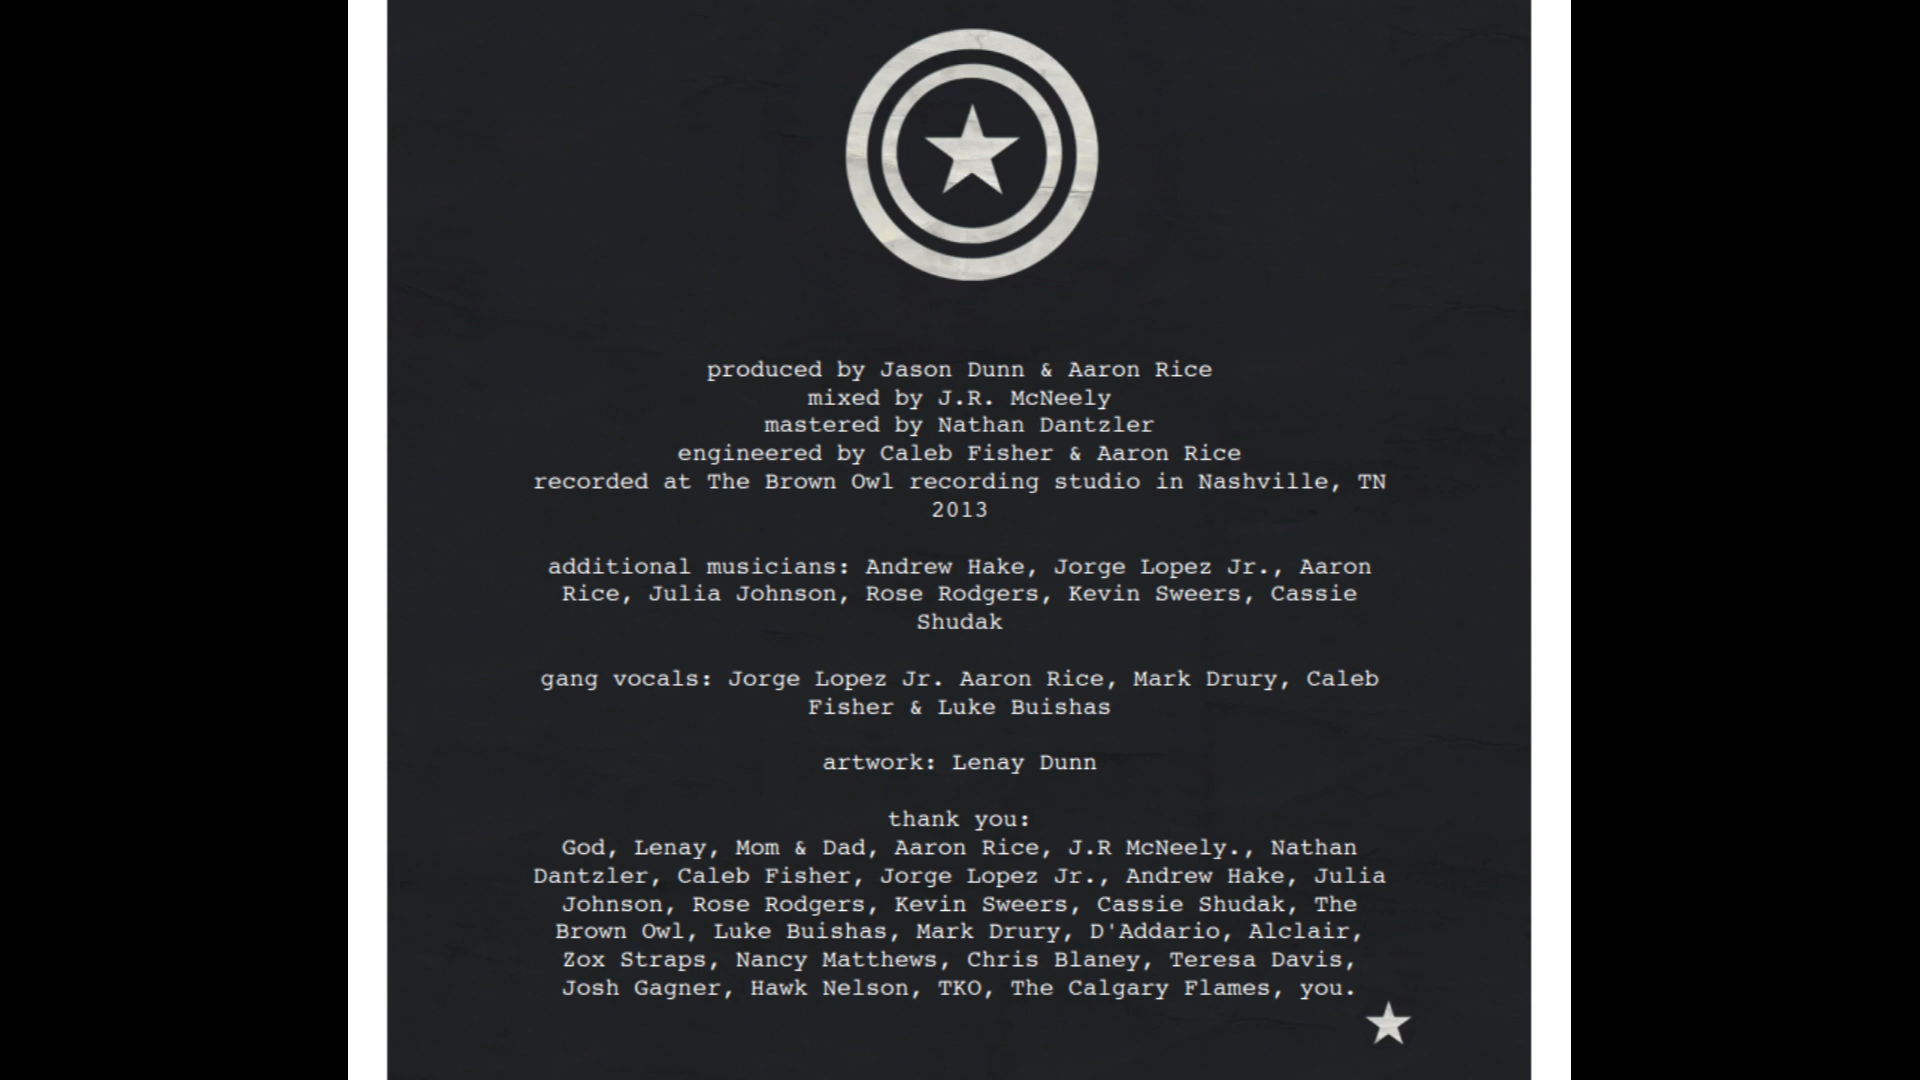 produced by Jason Dunn & Aaron Rice
mixed by J.R. McNeely
mastered by Nathan Dantzler
engineered by Caleb Fisher & Aaron Rice
recorded at The Brown Owl recording studio in Nashville, TN
2013
additional musicians: Andrew Hake, Jorge Lopez Jr., Aaron
Rice, Julia Johnson, Rose Rodgers, Kevin Sweers, Cassie
Shudak
gang vocals: Jorge Lopez Jr. Aaron Rice, Mark Drury, Caleb
Fisher & Luke Buishas
artwork: Lenay Dunn
thank you:
God, Lenay, Mom & Dad, Aaron Rice, J.R McNeely., Nathan
Dantzler, Caleb Fisher, Jorge Lopez Jr., Andrew Hake, Julia
Johnson, Rose Rodgers, Kevin Sweers, Cassie Shudak, The
Brown Owl, Luke Buishas, Mark Drury, D'Addario, Alclair,
Zox Straps, Nancy Matthews, Chris Blaney, Teresa Davis,
Josh Gagner, Hawk Nelson, TKO, The Calgary Flames, you.